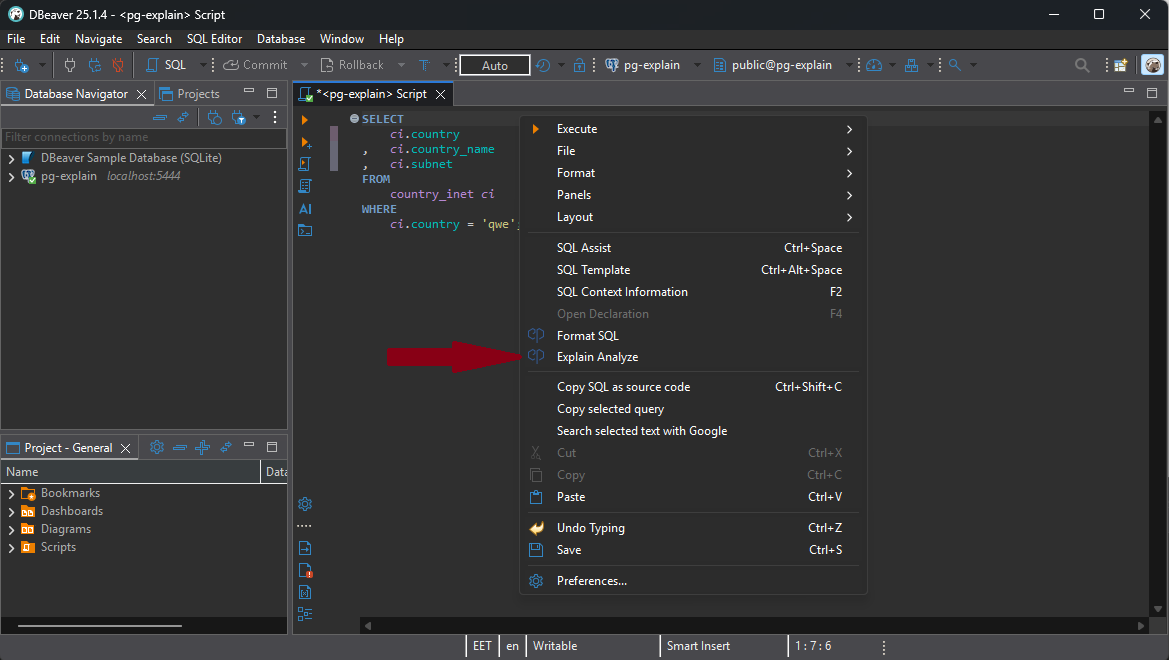 DBeaver 25.1.4 - <pg-explain> Script
File Edit Navigate Search SQL Editor Database Window Help
SQL Commit Rollback T Auto pg-explain public@pg-explain
Database Navigator Projects
Filter connections by name
DBeaver Sample Database (SQLite)
pg-explain localhost:5444
Project - General
Name Data
Bookmarks
Dashboards
Diagrams
Scripts
*<pg-explain> Script
AI
SELECT
ci.country
, ci.country_name
, ci.subnet
FROM
country_inet ci
WHERE
ci.country = 'qwe';
Execute
File
Format
Panels
Layout
SQL Assist Ctrl+Space
SQL Template Ctrl+Alt+Space
SQL Context Information F2
Open Declaration F4
Format SQL
Explain Analyze
Copy SQL as source code Ctrl+Shift+C
Copy selected query
Search selected text with Google
Cut Ctrl+X
Copy Ctrl+C
Paste Ctrl+V
Undo Typing Ctrl+Z
Save Ctrl+S
Preferences...
EET en Writable Smart Insert 1 : 7 : 6